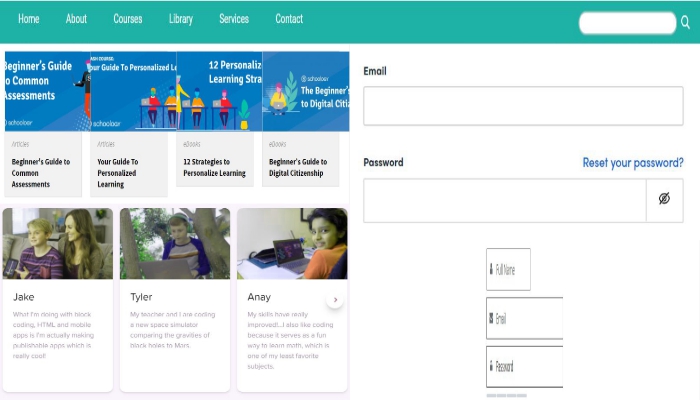 Home About Courses Library Services Contact
Beginner's Guide
o Common
Assessments
schooloer
ASH COURSE:
our Guide To Personalized Le
schooloer
12 Personaliz
Learning Stra
schooloer
The Beginner's
to Digital Citiz
Articles
Beginner's Guide to
Common
Assessments
Articles
Your Guide To
Personalized
Learning
eBooks
12 Strategies to
Personalize Learning
eBooks
Beginner's Guide to
Digital Citizenship
Jake
What I'm doing with block
coding, HTML and mobile
apps is I'm actually making
publishable apps which is
really cool!
Tyler
My teacher and I are coding
a new space simulator
comparing the gravities of
black holes to Mars.
Anay
My skills have really
improved!...I also like coding
because it serves as a fun
way to learn math, which is
one of my least favorite
subjects.
Email
Password Reset your password?
Full Name
Email
Password